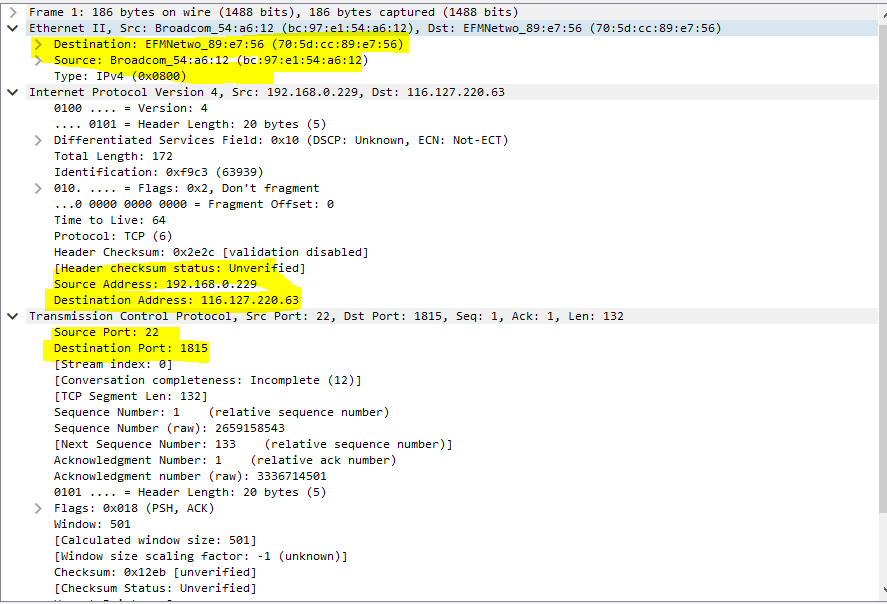 Frame 1: 186 bytes on wire (1488 bits), 186 bytes captured (1488 bits)
Ethernet II, Src: Broadcom_54:a6:12 (bc:97:e1:54:a6:12), Dst: EFMNetwo_89:e7:56 (70:5d:cc:89:e7:56)
Destination: EFMNetwo_89:e7:56 (70:5d:cc:89:e7:56)
Source: Broadcom_54:a6:12 (bc:97:e1:54:a6:12)
Type: IPv4 (0x0800)
Internet Protocol Version 4, Src: 192.168.0.229, Dst: 116.127.220.63
0100 .... = Version: 4
.... 0101 = Header Length: 20 bytes (5)
Differentiated Services Field: 0x10 (DSCP: Unknown, ECN: Not-ECT)
Total Length: 172
Identification: 0xf9c3 (63939)
010. .... = Flags: 0x2, Don't fragment
...0 0000 0000 0000 = Fragment Offset: 0
Time to Live: 64
Protocol: TCP (6)
Header Checksum: 0x2e2c [validation disabled]
[Header checksum status: Unverified]
Source Address: 192.168.0.229
Destination Address: 116.127.220.63
Transmission Control Protocol, Src Port: 22, Dst Port: 1815, Seq: 1, Ack: 1, Len: 132
Source Port: 22
Destination Port: 1815
[Stream index: 0]
[Conversation completeness: Incomplete (12)]
[TCP Segment Len: 132]
Sequence Number: 1    (relative sequence number)
Sequence Number (raw): 2659158543
[Next Sequence Number: 133    (relative sequence number)]
Acknowledgment Number: 1    (relative ack number)
Acknowledgment number (raw): 3336714501
0101 .... = Header Length: 20 bytes (5)
Flags: 0x018 (PSH, ACK)
Window: 501
[Calculated window size: 501]
[Window size scaling factor: -1 (unknown)]
Checksum: 0x12eb [unverified]
[Checksum Status: Unverified]